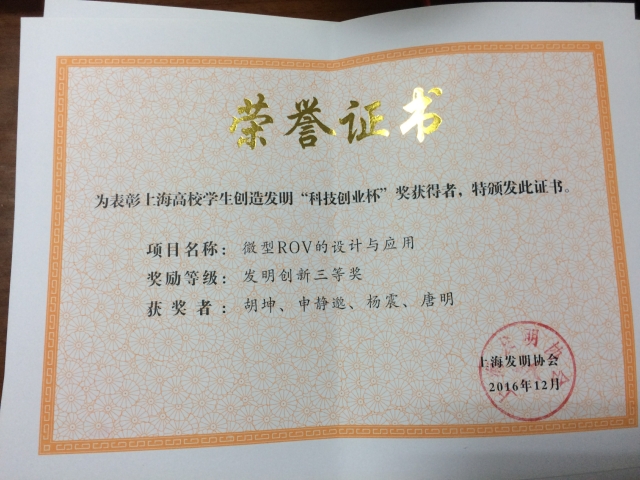 荣誉证书
为表彰上海高校学生创造发明“科技创业杯”奖获得者，特颁发此证书。
项目名称：微型ROV的设计与应用
奖励等级：发明创新三等奖
获奖者：胡坤、申静邀、杨震、唐明
上海发明协会
2016年12月